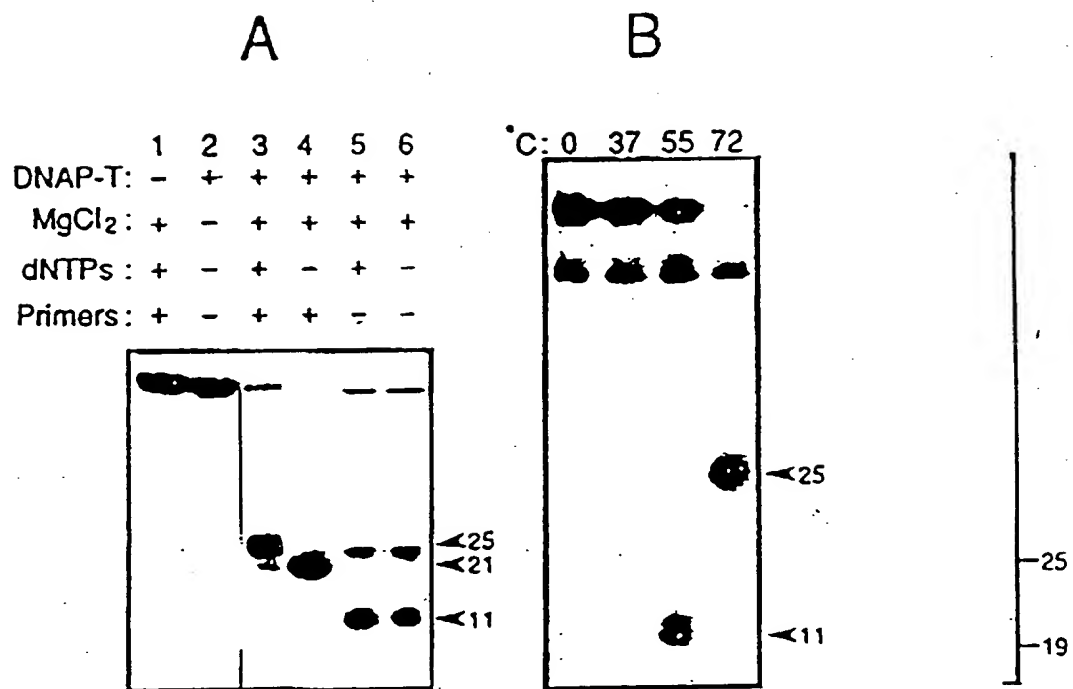 A
B
1 2 3 4 5 6
DNAP-T: - + + + + +
MgCl2: + - + + + +
dNTPs : + - + - + -
Primers: + - + + - -
25
21
11
°C: 0 37 55 72
25
11
25
19